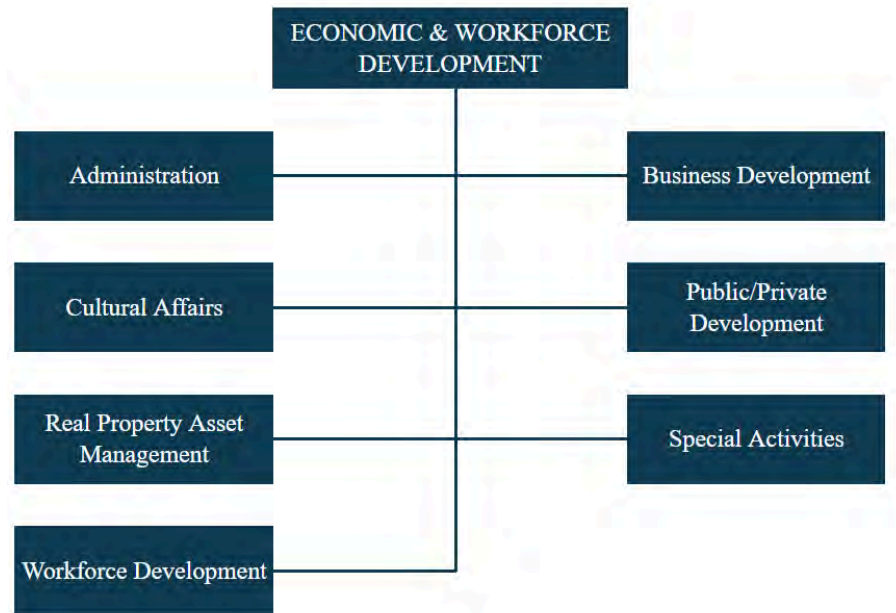 ECONOMIC & WORKFORCE
DEVELOPMENT
Administration
Business Development
Cultural Affairs
Public/Private
Development
Real Property Asset
Management
Special Activities
Workforce Development